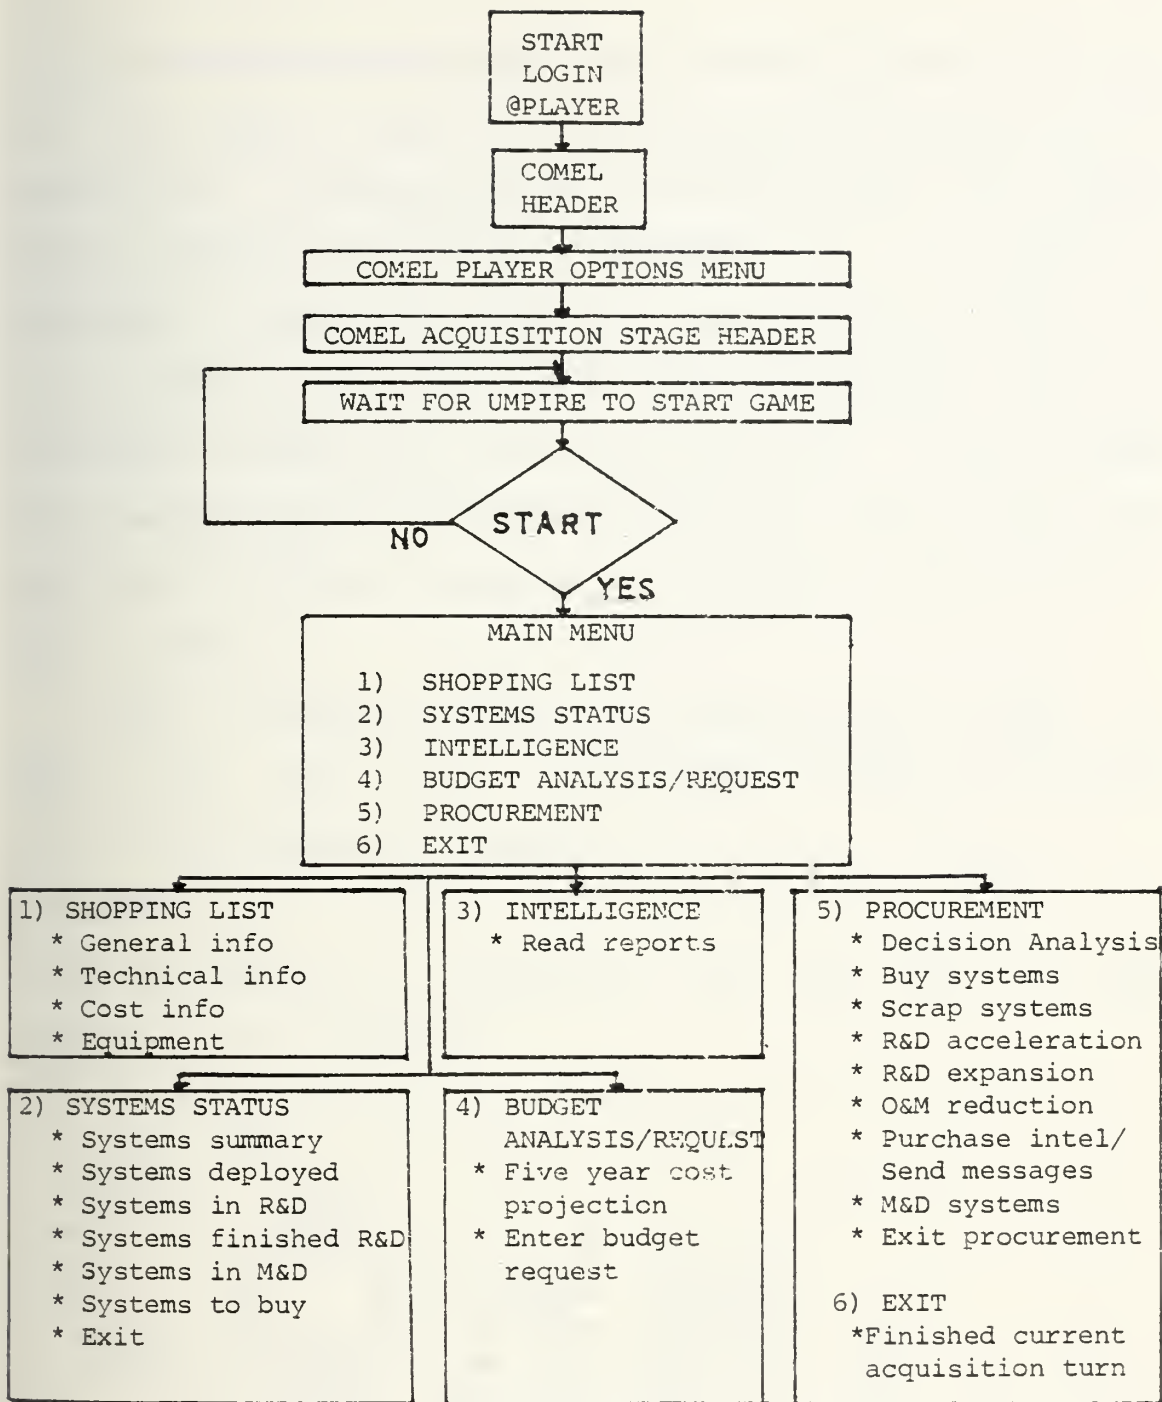 START
LOGIN
@PLAYER
COMEL
HEADER
COMEL PLAYER OPTIONS MENU
COMEL ACQUISITION STAGE HEADER
WAIT FOR UMPIRE TO START GAME
START
NO
YES
MAIN MENU
1) SHOPPING LIST
2) SYSTEMS STATUS
3) INTELLIGENCE
4) BUDGET ANALYSIS/REQUEST
5) PROCUREMENT
6) EXIT
1) SHOPPING LIST
* General info
* Technical info
* Cost info
* Equipment
2) SYSTEMS STATUS
* Systems summary
* Systems deployed
* Systems in R&D
* Systems finished R&D
* Systems in M&D
* Systems to buy
* Exit
3) INTELLIGENCE
* Read reports
4) BUDGET
ANALYSIS/REQUEST
* Five year cost
projection
* Enter budget
request
5) PROCUREMENT
* Decision Analysis
* Buy systems
* Scrap systems
* R&D acceleration
* R&D expansion
* O&M reduction
* Purchase intel/
Send messages
* M&D systems
* Exit procurement
6) EXIT
*Finished current
acquisition turn